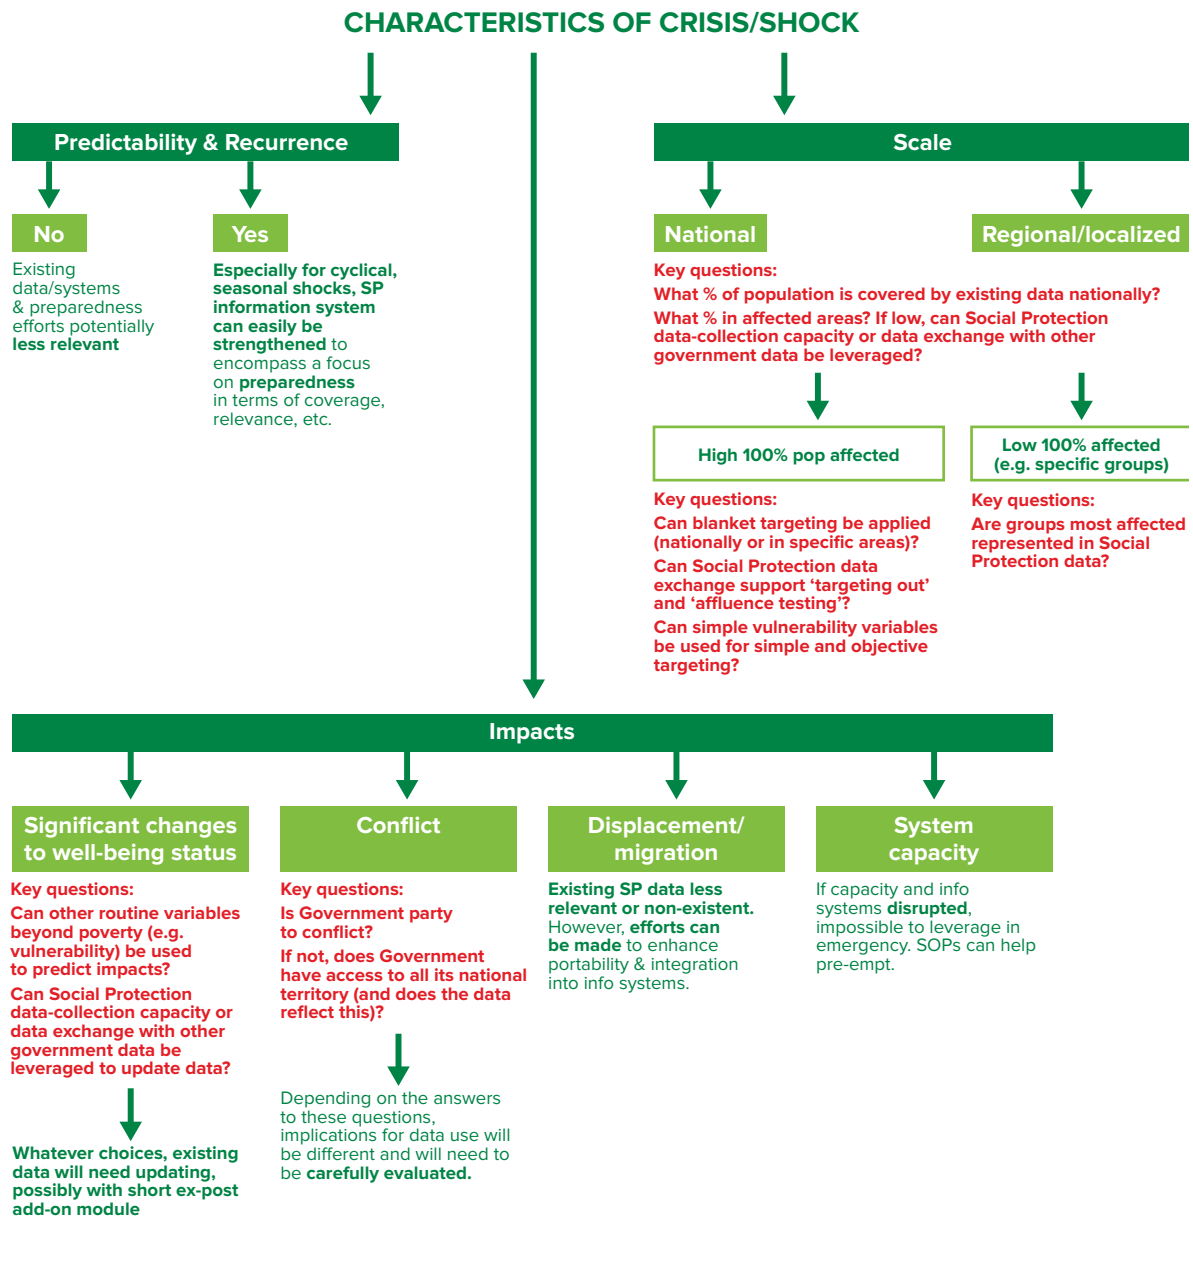 CHARACTERISTICS OF CRISIS/SHOCK
Predictability & Recurrence
No
Existing
data/systems
& preparedness
efforts potentially
less relevant
Yes
Especially for cyclical,
seasonal shocks, SP
information system
can easily be
strengthened to
encompass a focus
on preparedness
in terms of coverage,
relevance, etc.
Scale
National
Regional/localized
Key questions:
What % of population is covered by existing data nationally?
What % in affected areas? If low, can Social Protection
data-collection capacity or data exchange with other
government data be leveraged?
High 100% pop affected
Key questions:
Can blanket targeting be applied
(nationally or in specific areas)?
Can Social Protection data
exchange support ‘targeting out’
and ‘affluence testing’?
Can simple vulnerability variables
be used for simple and objective
targeting?
Low 100% affected
(e.g. specific groups)
Key questions:
Are groups most affected
represented in Social
Protection data?
Impacts
Significant changes
to well-being status
Key questions:
Can other routine variables
beyond poverty (e.g.
vulnerability) be used
to predict impacts?
Can Social Protection
data-collection capacity or
data exchange with other
government data be
leveraged to update data?
Whatever choices, existing
data will need updating,
possibly with short ex-post
add-on module
Conflict
Key questions:
Is Government party
to conflict?
If not, does Government
have access to all its national
territory (and does the data
reflect this)?
Depending on the answers
to these questions,
implications for data use will
be different and will need to
be carefully evaluated.
Displacement/
migration
Existing SP data less
relevant or non-existent.
However, efforts can
be made to enhance
portability & integration
into info systems.
System
capacity
If capacity and info
systems disrupted,
impossible to leverage in
emergency. SOPs can help
pre-empt.